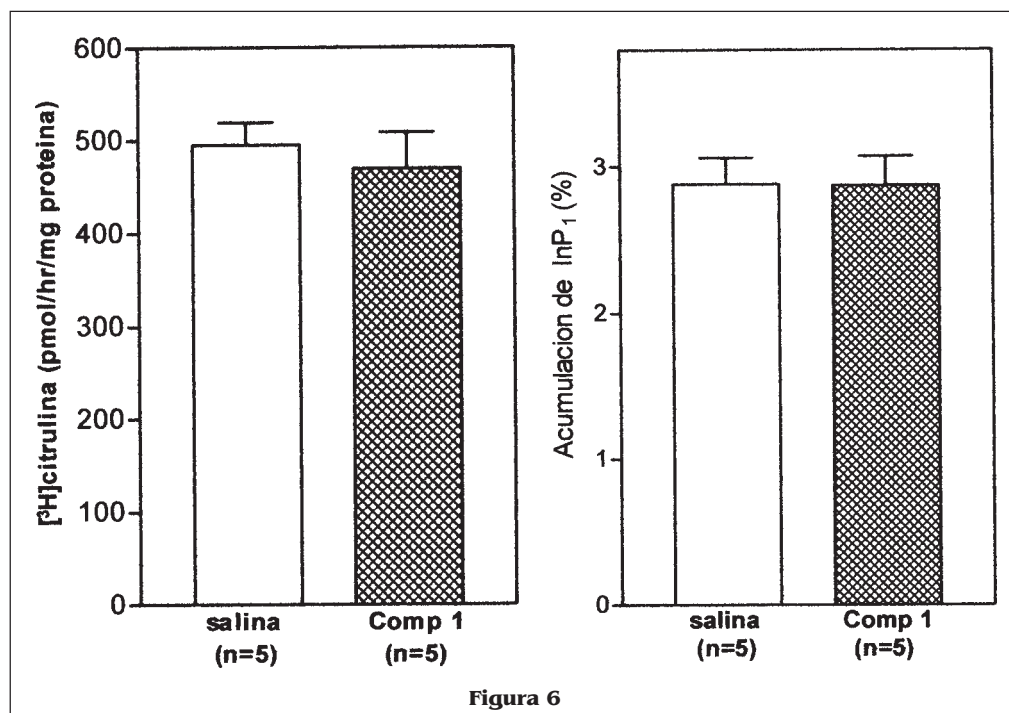 600
500
400
300
200
100
0
[³H]citrulina (pmol/hr/mg proteina)
salina
(n=5)
Comp 1
(n=5)
3
2
1
0
Acumulacion de InP₁ (%)
salina
(n=5)
Comp 1
(n=5)
Figura 6